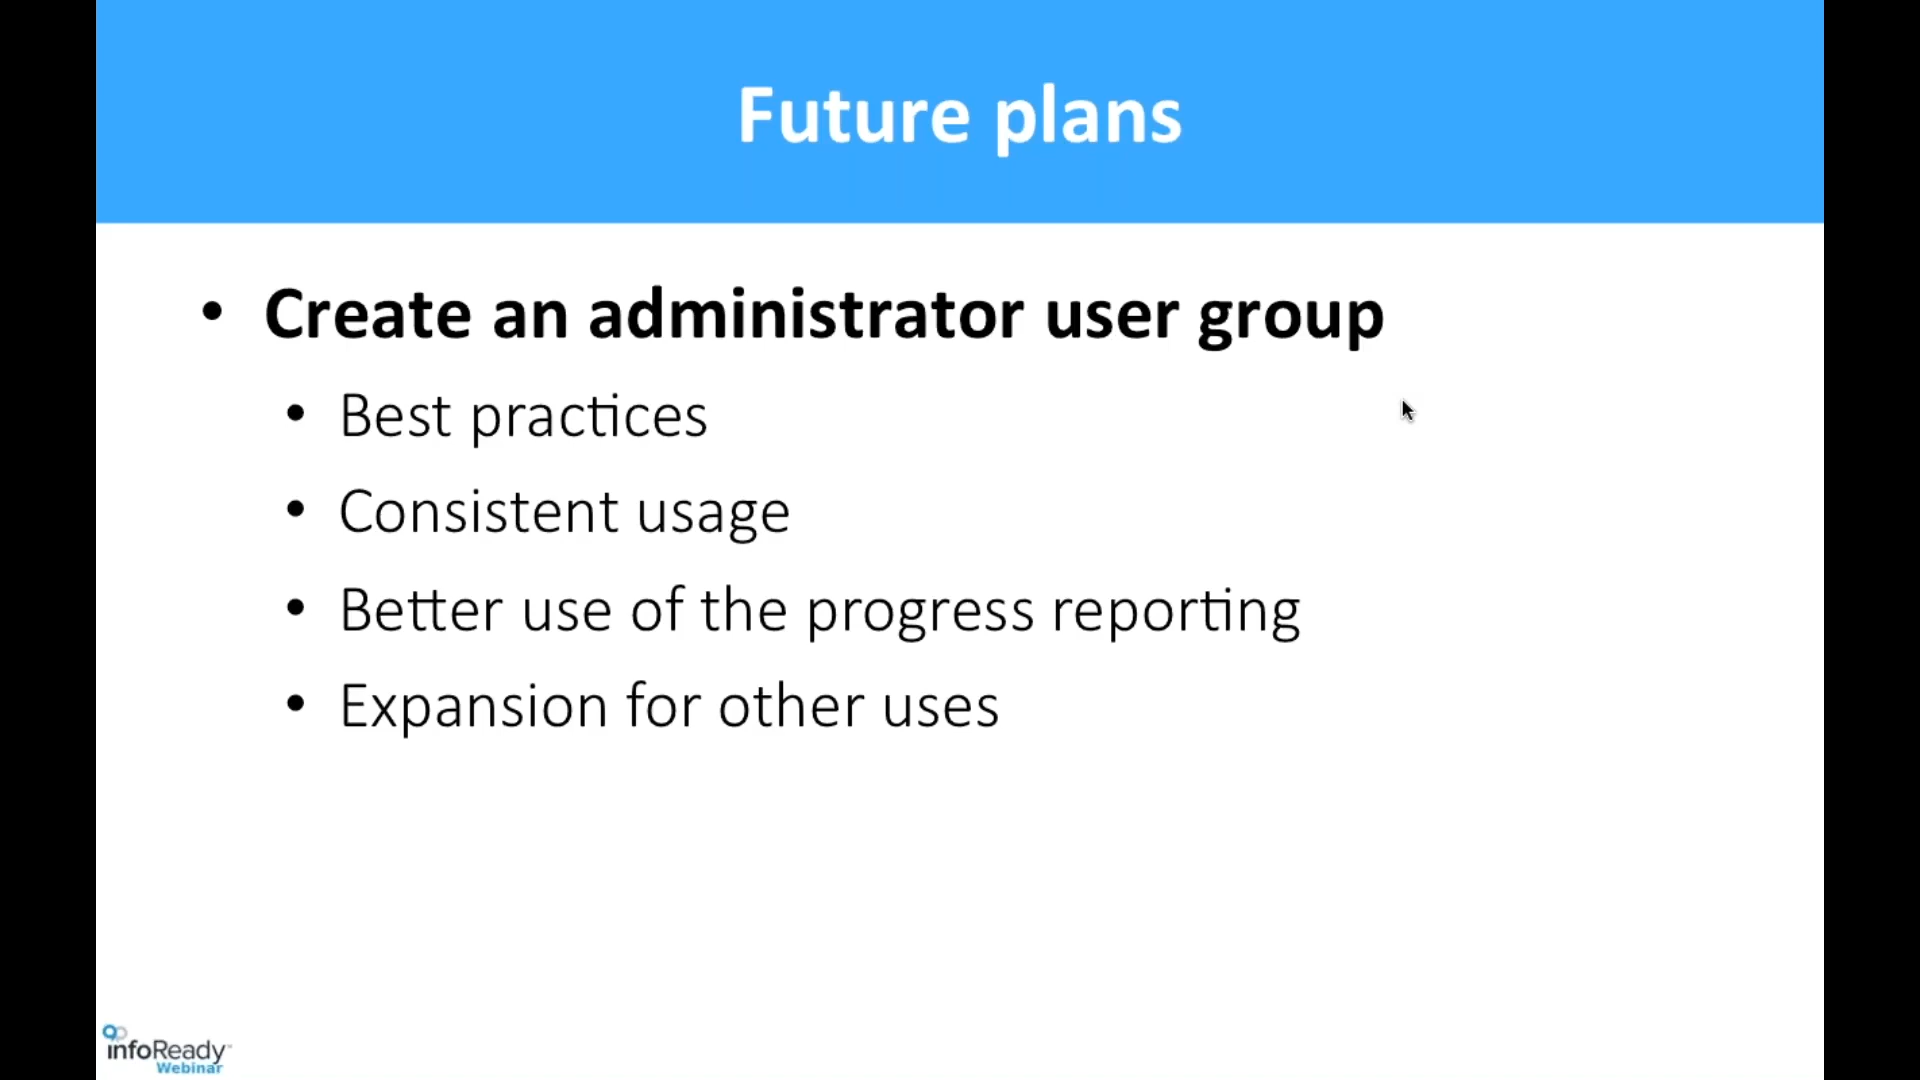 Future plans
• Create an administrator user group
• Best practices
• Consistent usage
• Better use of the progress reporting
• Expansion for other uses
infoReady™
Webinar